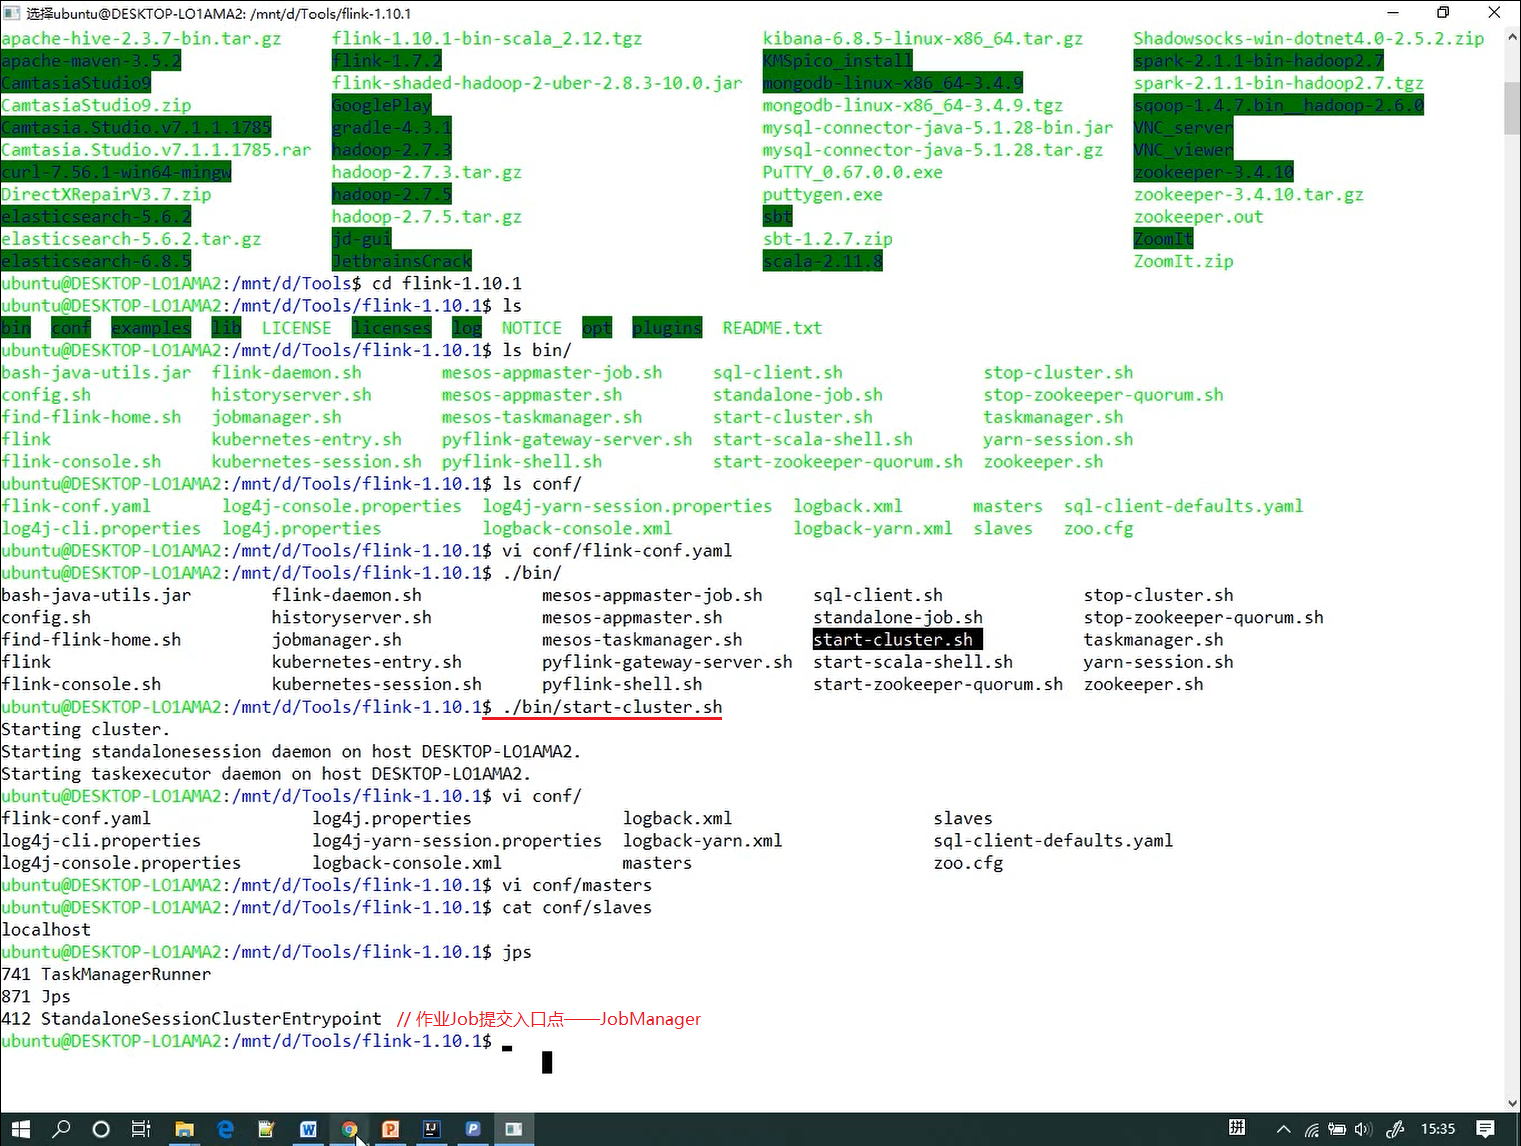 选择ubuntu@DESKTOP-LO1AMA2: /mnt/d/Tools/flink-1.10.1
apache-hive-2.3.7-bin.tar.gz flink-1.10.1-bin-scala_2.12.tgz kibana-6.8.5-linux-x86_64.tar.gz Shadowsocks-win-dotnet4.0-2.5.2.zip
apache-maven-3.5.2 flink-1.7.2 KMSpico_install spark-2.1.1-bin-hadoop2.7
CamtasiaStudio9 flink-shaded-hadoop-2-uber-2.8.3-10.0.jar mongodb-linux-x86_64-3.4.9 spark-2.1.1-bin-hadoop2.7.tgz
CamtasiaStudio9.zip GooglePlay mongodb-linux-x86_64-3.4.9.tgz sqoop-1.4.7.bin__hadoop-2.6.0
Camtasia.Studio.v7.1.1.1785 gradle-4.3.1 mysql-connector-java-5.1.28-bin.jar VNC_server
Camtasia.Studio.v7.1.1.1785.rar hadoop-2.7.3 mysql-connector-java-5.1.28.tar.gz VNC_viewer
curl-7.56.1-win64-mingw hadoop-2.7.3.tar.gz PuTTY_0.67.0.0.exe zookeeper-3.4.10
DirectXRepairV3.7.zip hadoop-2.7.5 puttygen.exe zookeeper-3.4.10.tar.gz
elasticsearch-5.6.2 hadoop-2.7.5.tar.gz sbt zookeeper.out
elasticsearch-5.6.2.tar.gz jd-gui sbt-1.2.7.zip ZoomIt
elasticsearch-6.8.5 JetbrainsCrack scala-2.11.8 ZoomIt.zip
ubuntu@DESKTOP-LO1AMA2:/mnt/d/Tools$ cd flink-1.10.1
ubuntu@DESKTOP-LO1AMA2:/mnt/d/Tools/flink-1.10.1$ ls
bin conf examples lib LICENSE licenses log NOTICE opt plugins README.txt
ubuntu@DESKTOP-LO1AMA2:/mnt/d/Tools/flink-1.10.1$ ls bin/
bash-java-utils.jar flink-daemon.sh mesos-appmaster-job.sh sql-client.sh stop-cluster.sh
config.sh historyserver.sh mesos-appmaster.sh standalone-job.sh stop-zookeeper-quorum.sh
find-flink-home.sh jobmanager.sh mesos-taskmanager.sh start-cluster.sh taskmanager.sh
flink kubernetes-entry.sh pyflink-gateway-server.sh start-scala-shell.sh yarn-session.sh
flink-console.sh kubernetes-session.sh pyflink-shell.sh start-zookeeper-quorum.sh zookeeper.sh
ubuntu@DESKTOP-LO1AMA2:/mnt/d/Tools/flink-1.10.1$ ls conf/
flink-conf.yaml log4j-console.properties log4j-yarn-session.properties logback.xml masters sql-client-defaults.yaml
log4j-cli.properties log4j.properties logback-console.xml logback-yarn.xml slaves zoo.cfg
ubuntu@DESKTOP-LO1AMA2:/mnt/d/Tools/flink-1.10.1$ vi conf/flink-conf.yaml
ubuntu@DESKTOP-LO1AMA2:/mnt/d/Tools/flink-1.10.1$ ./bin/
bash-java-utils.jar flink-daemon.sh mesos-appmaster-job.sh sql-client.sh stop-cluster.sh
config.sh historyserver.sh mesos-appmaster.sh standalone-job.sh stop-zookeeper-quorum.sh
find-flink-home.sh jobmanager.sh mesos-taskmanager.sh start-cluster.sh taskmanager.sh
flink kubernetes-entry.sh pyflink-gateway-server.sh start-scala-shell.sh yarn-session.sh
flink-console.sh kubernetes-session.sh pyflink-shell.sh start-zookeeper-quorum.sh zookeeper.sh
ubuntu@DESKTOP-LO1AMA2:/mnt/d/Tools/flink-1.10.1$ ./bin/start-cluster.sh
Starting cluster.
Starting standalonesession daemon on host DESKTOP-LO1AMA2.
Starting taskexecutor daemon on host DESKTOP-LO1AMA2.
ubuntu@DESKTOP-LO1AMA2:/mnt/d/Tools/flink-1.10.1$ vi conf/
flink-conf.yaml log4j.properties logback.xml slaves
log4j-cli.properties log4j-yarn-session.properties logback-yarn.xml sql-client-defaults.yaml
log4j-console.properties logback-console.xml masters zoo.cfg
ubuntu@DESKTOP-LO1AMA2:/mnt/d/Tools/flink-1.10.1$ vi conf/masters
ubuntu@DESKTOP-LO1AMA2:/mnt/d/Tools/flink-1.10.1$ cat conf/slaves
localhost
ubuntu@DESKTOP-LO1AMA2:/mnt/d/Tools/flink-1.10.1$ jps
741 TaskManagerRunner
871 Jps
412 StandaloneSessionClusterEntrypoint // 作业Job提交入口点——JobManager
ubuntu@DESKTOP-LO1AMA2:/mnt/d/Tools/flink-1.10.1$
拼 15:35